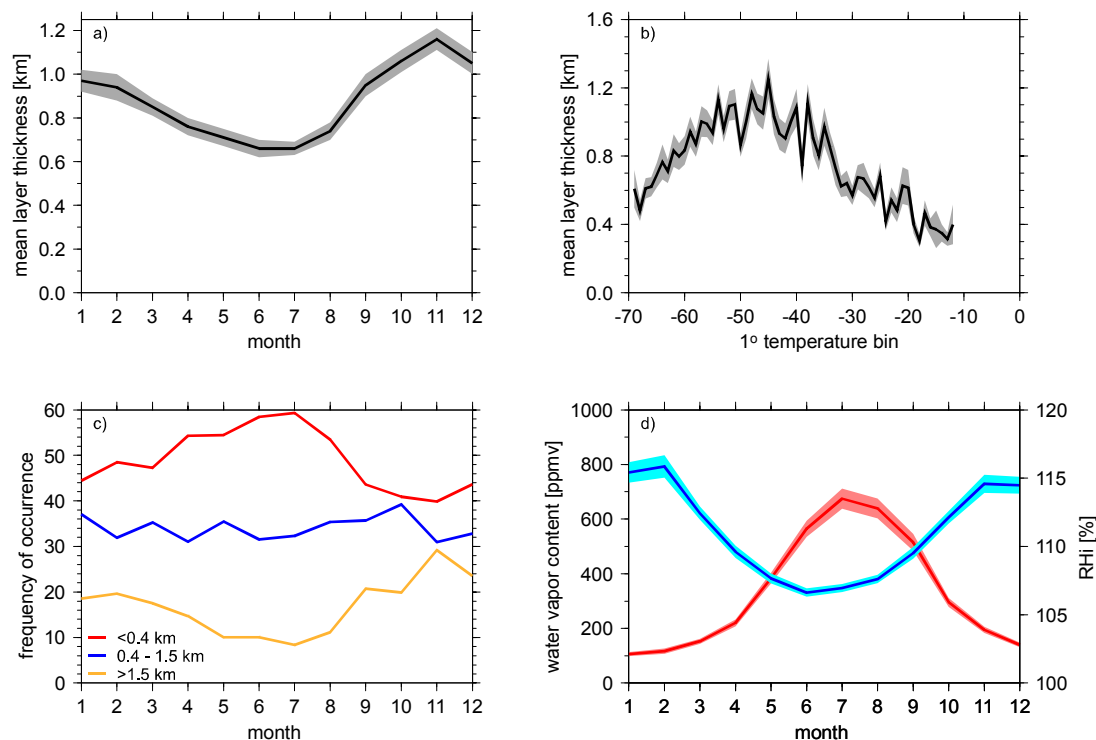 a)
1.2
1.0
0.8
0.6
0.4
0.2
0.0
mean layer thickness [km]
1 2 3 4 5 6 7 8 9 10 11 12
month
b)
1.6
1.2
0.8
0.4
0.0
mean layer thickness [km]
-70 -60 -50 -40 -30 -20 -10 0
1° temperature bin
c)
60
50
40
30
20
10
0
frequency of occurrence
<0.4 km
0.4 - 1.5 km
>1.5 km
1 2 3 4 5 6 7 8 9 10 11 12
month
d)
1000
800
600
400
200
0
water vapor content [ppmv]
120
115
110
105
100
RHi [%]
1 2 3 4 5 6 7 8 9 10 11 12
month